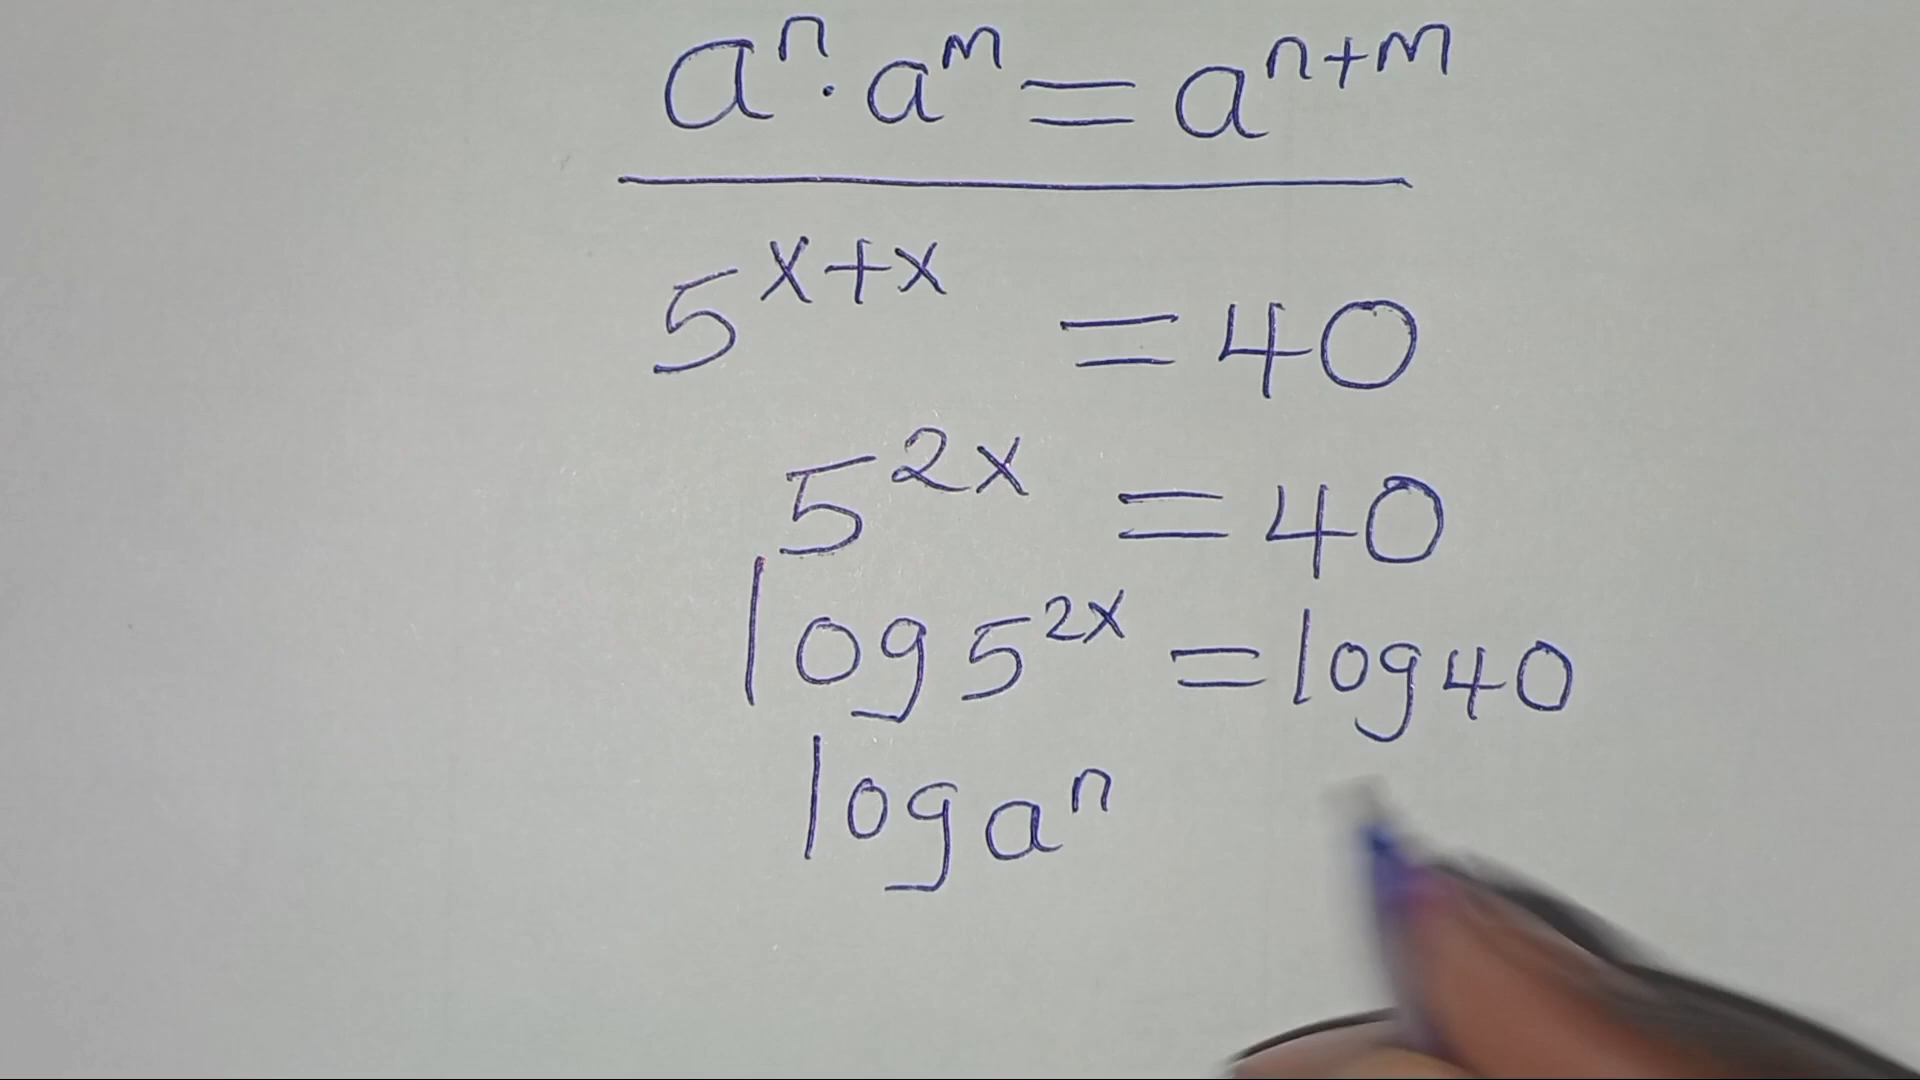 aⁿ · aᵐ = aⁿ⁺ᵐ
5ˣ⁺ˣ = 40
5²ˣ = 40
log 5²ˣ = log 40
log aⁿ